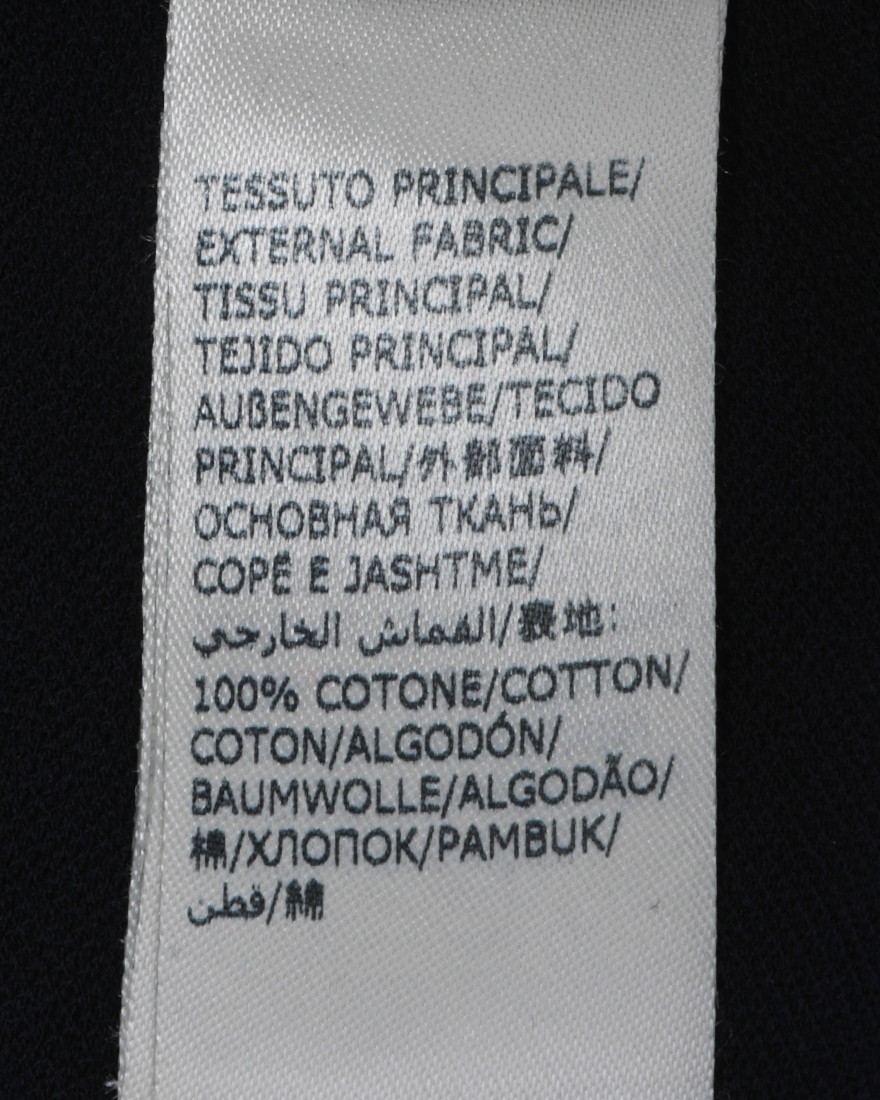 TESSUTO PRINCIPALE/
EXTERNAL FABRIC/
TISSU PRINCIPAL/
TEJIDO PRINCIPAL/
AUßENGEWEBE/TECIDO
PRINCIPAL/外部面料/
ОСНОВНАЯ ТКАНЬ/
COPË E JASHTME/
القماش الخارجي/表地:
100% COTONE/COTTON/
COTON/ALGODÓN/
BAUMWOLLE/ALGODÃO/
棉/ХЛОПОК/PAMBUK/
قطن/綿